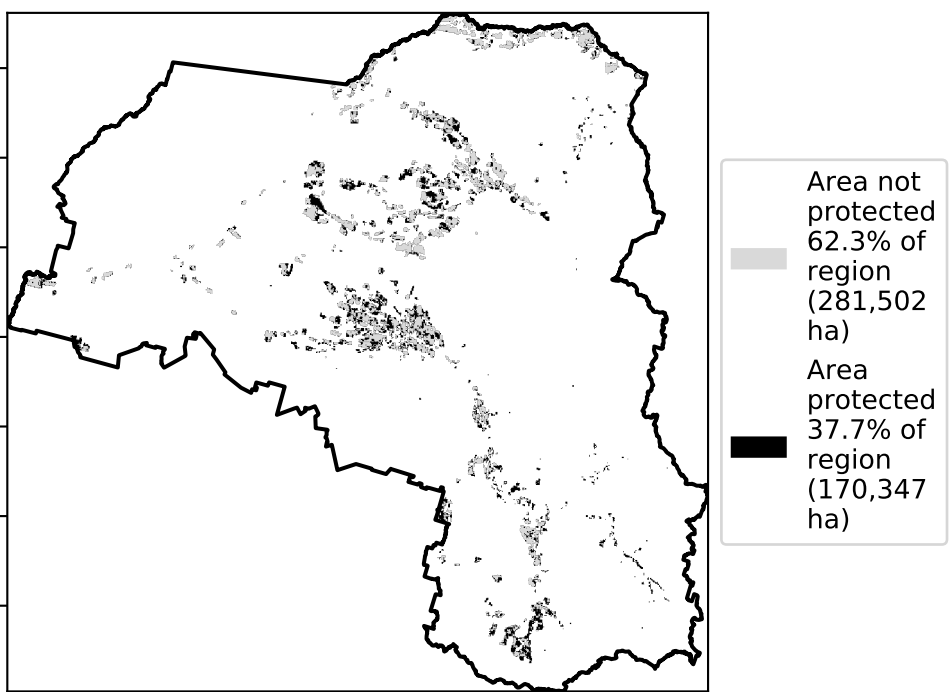 Area not
protected
62.3% of
region
(281,502
ha)
Area
protected
37.7% of
region
(170,347
ha)